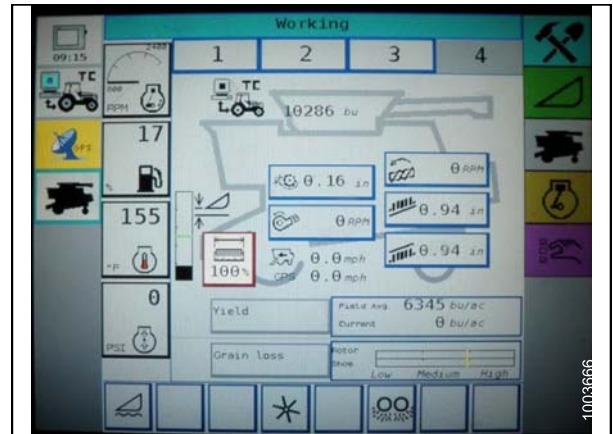 Working
09:15
2400
600
RPM
1
2
3
4
TC
TC
10286 bu
GPS
17
%
0.16 in
0 RPM
155
°F
0 RPM
0.94 in
100%
0.0 mph
GPS 0.0 mph
0.94 in
0
PSI
Yield
Field Avg. 6345 bu/ac
Current 0 bu/ac
Grain loss
Rotor
Shoe
Low Medium High
1003666